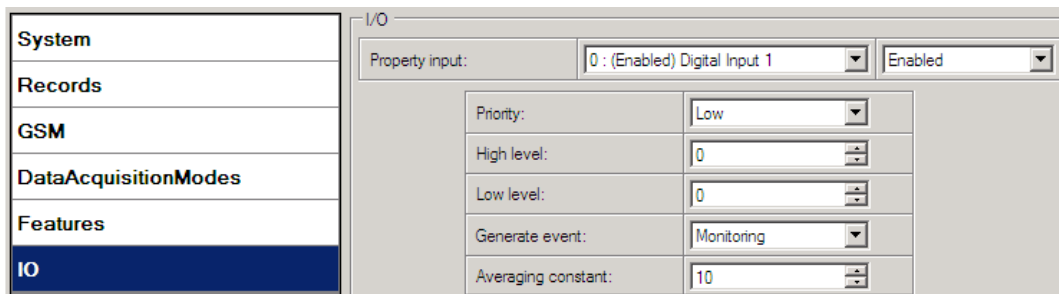 System
Records
GSM
DataAcquisitionModes
Features
IO
I/O
Property input: 0 : (Enabled) Digital Input 1 Enabled
Priority: Low
High level: 0
Low level: 0
Generate event: Monitoring
Averaging constant: 10